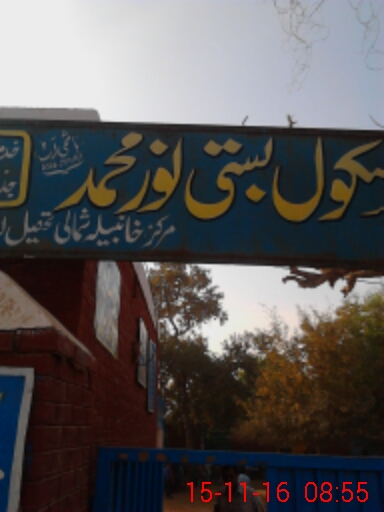 سکول بستی نور محمد
مرکز خانبیلہ شمالی تحصیل
15-11-16 08:55